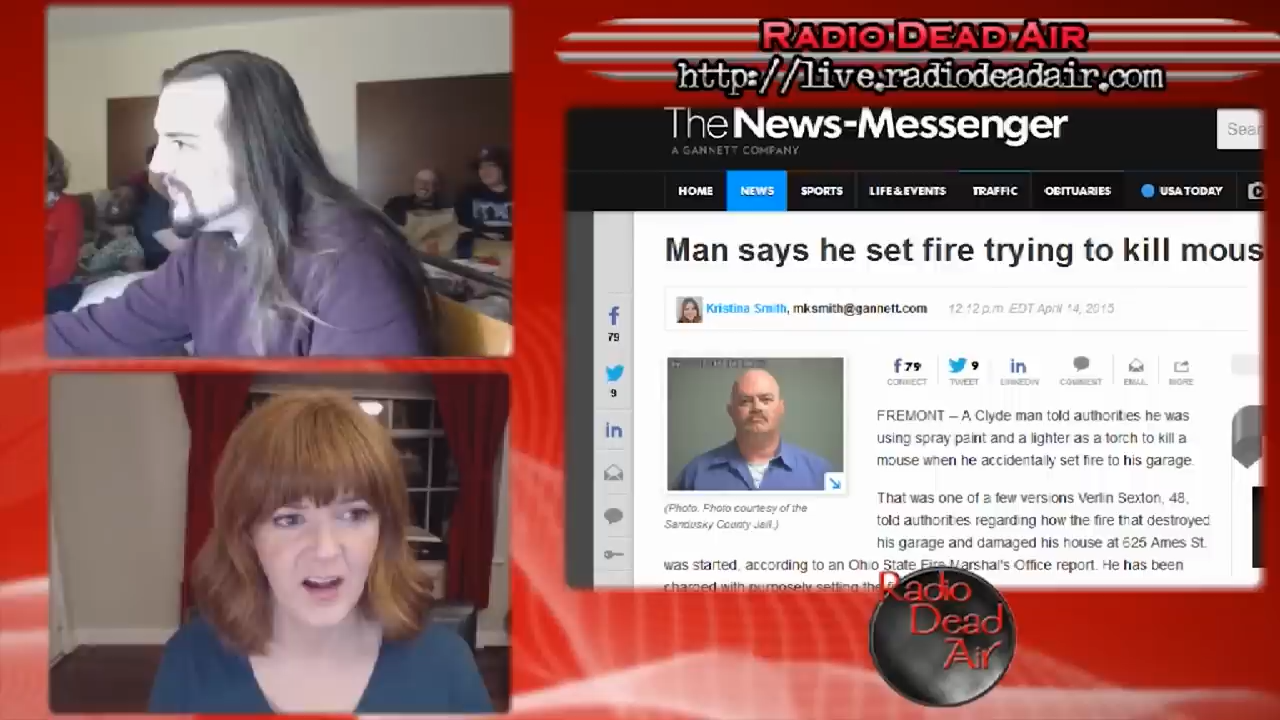 RADIO DEAD AIR
http://live.radiodeadair.com
The News-Messenger
A GANNETT COMPANY
Sear
HOME NEWS SPORTS LIFE & EVENTS TRAFFIC OBITUARIES USA TODAY
Man says he set fire trying to kill mous
Kristina Smith, mksmith@gannett.com 12:12 p.m. EDT April 14, 2015
79
9
79
CONNECT
9
TWEET
LINKEDIN
COMMENT
EMAIL
MORE
(Photo: Photo courtesy of the
Sandusky County Jail.)
FREMONT – A Clyde man told authorities he was
using spray paint and a lighter as a torch to kill a
mouse when he accidentally set fire to his garage.
That was one of a few versions Verlin Sexton, 48,
told authorities regarding how the fire that destroyed
his garage and damaged his house at 625 Ames St.
was started, according to an Ohio State Fire Marshal's Office report. He has been
charged with purposely setting the
Radio
Dead
Air